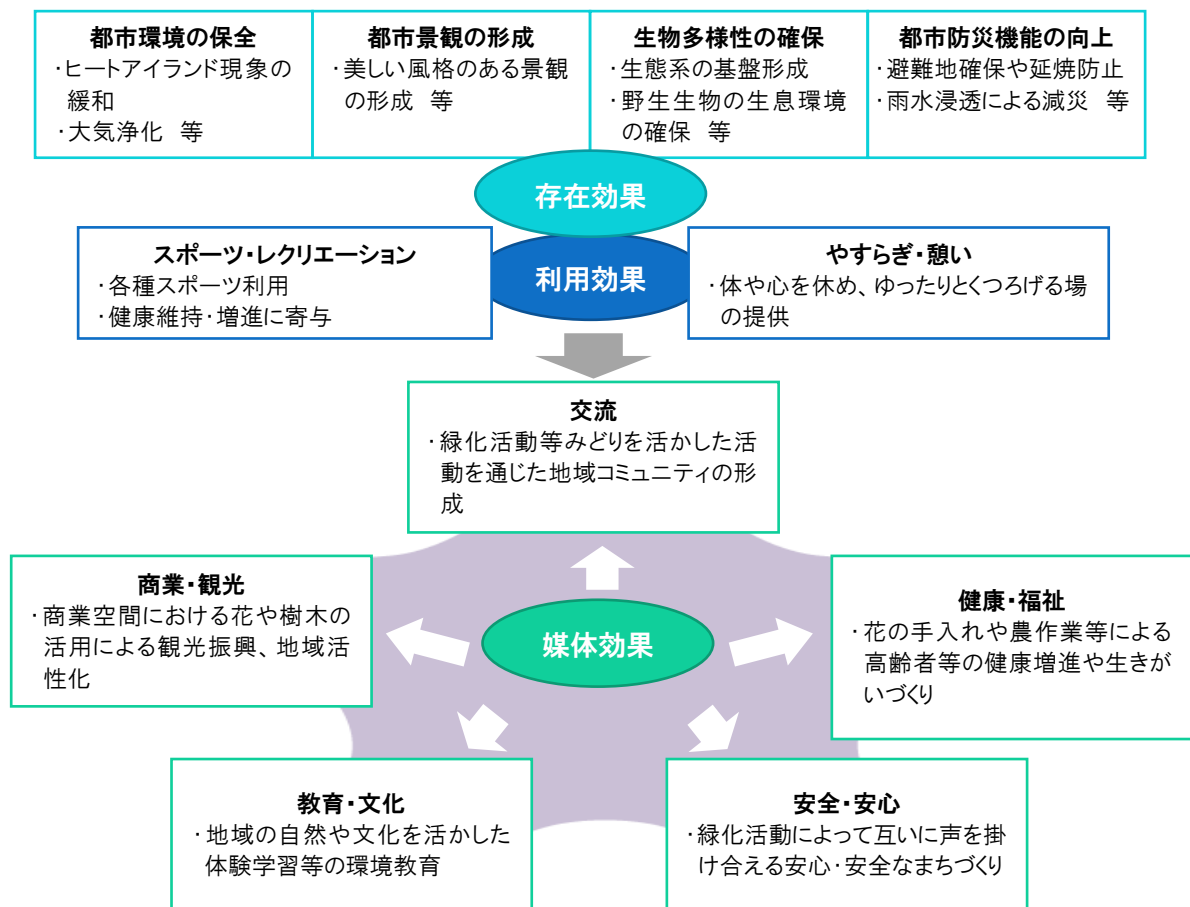 都市環境の保全
・ヒートアイランド現象の
緩和
・大気浄化　等
都市景観の形成
・美しい風格のある景観
の形成　等
生物多様性の確保
・生態系の基盤形成
・野生生物の生息環境
の確保　等
都市防災機能の向上
・避難地確保や延焼防止
・雨水浸透による減災　等
存在効果
スポーツ・レクリエーション
・各種スポーツ利用
・健康維持・増進に寄与
利用効果
やすらぎ・憩い
・体や心を休め、ゆったりとくつろげる場
の提供
交流
・緑化活動等みどりを活かした活
動を通じた地域コミュニティの形
成
商業・観光
・商業空間における花や樹木の
活用による観光振興、地域活
性化
媒体効果
健康・福祉
・花の手入れや農作業等による
高齢者等の健康増進や生きが
いづくり
教育・文化
・地域の自然や文化を活かした
体験学習等の環境教育
安全・安心
・緑化活動によって互いに声を掛
け合える安心・安全なまちづくり